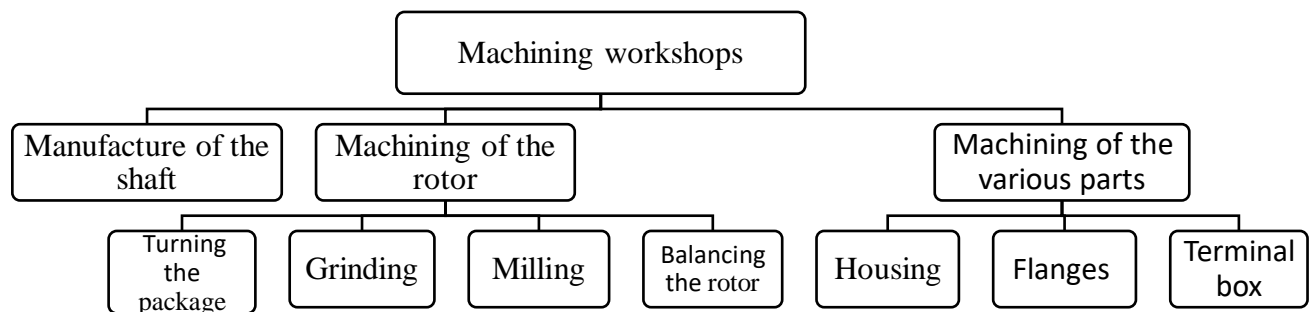 Machining workshops
Manufacture of the
shaft
Machining of the
rotor
Machining of the
various parts
Turning
the
package
Grinding
Milling
Balancing
the rotor
Housing
Flanges
Terminal
box